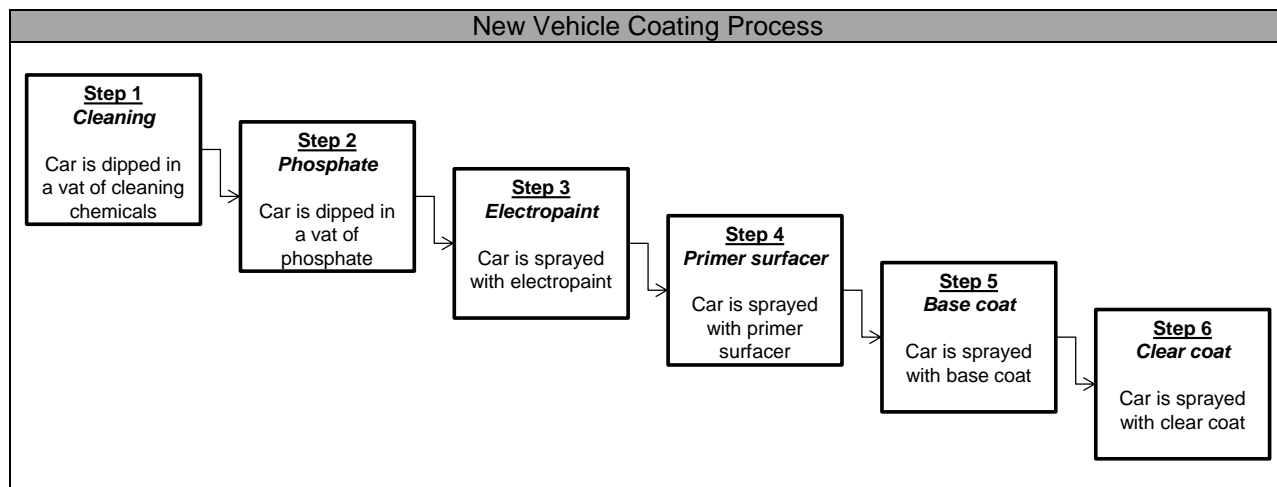 New Vehicle Coating Process
Step 1
Cleaning
Car is dipped in
a vat of cleaning
chemicals
Step 2
Phosphate
Car is dipped in
a vat of
phosphate
Step 3
Electropaint
Car is sprayed
with electropaint
Step 4
Primer surfacer
Car is sprayed
with primer
surfacer
Step 5
Base coat
Car is sprayed
with base coat
Step 6
Clear coat
Car is sprayed
with clear coat